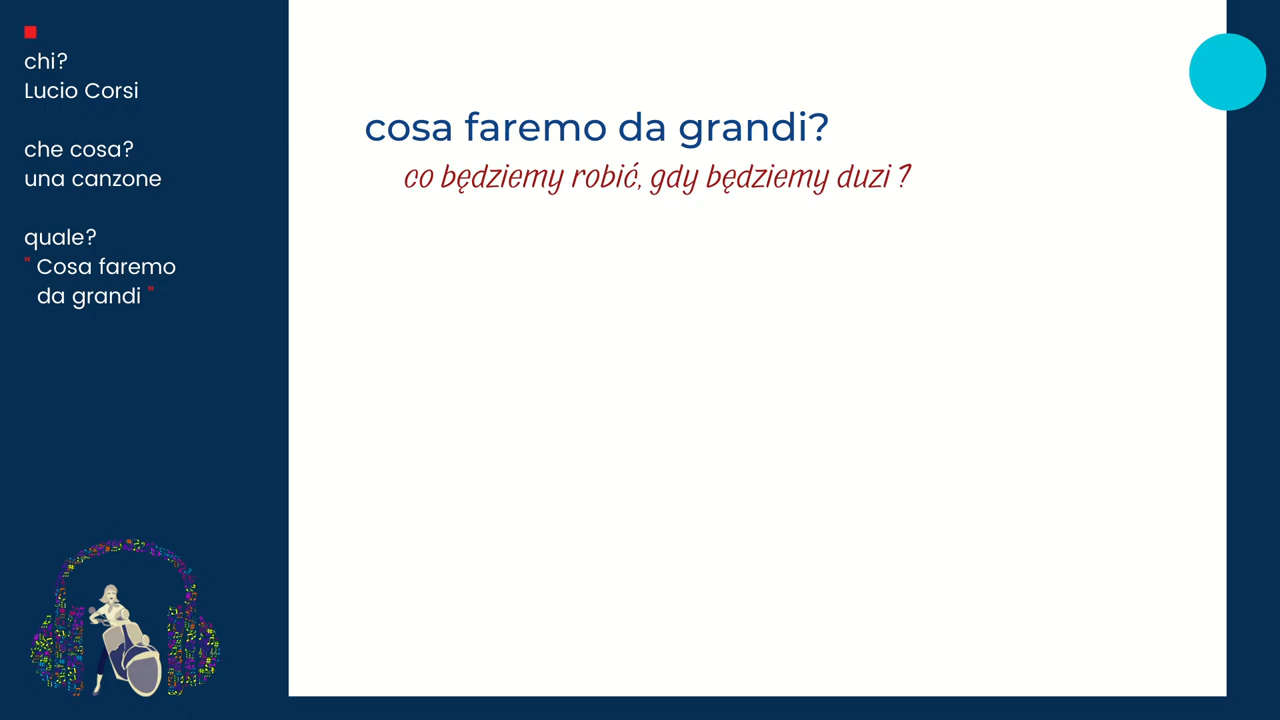 chi?
Lucio Corsi
che cosa?
una canzone
quale?
" Cosa faremo
da grandi "
cosa faremo da grandi?
co będziemy robić, gdy będziemy duzi ?